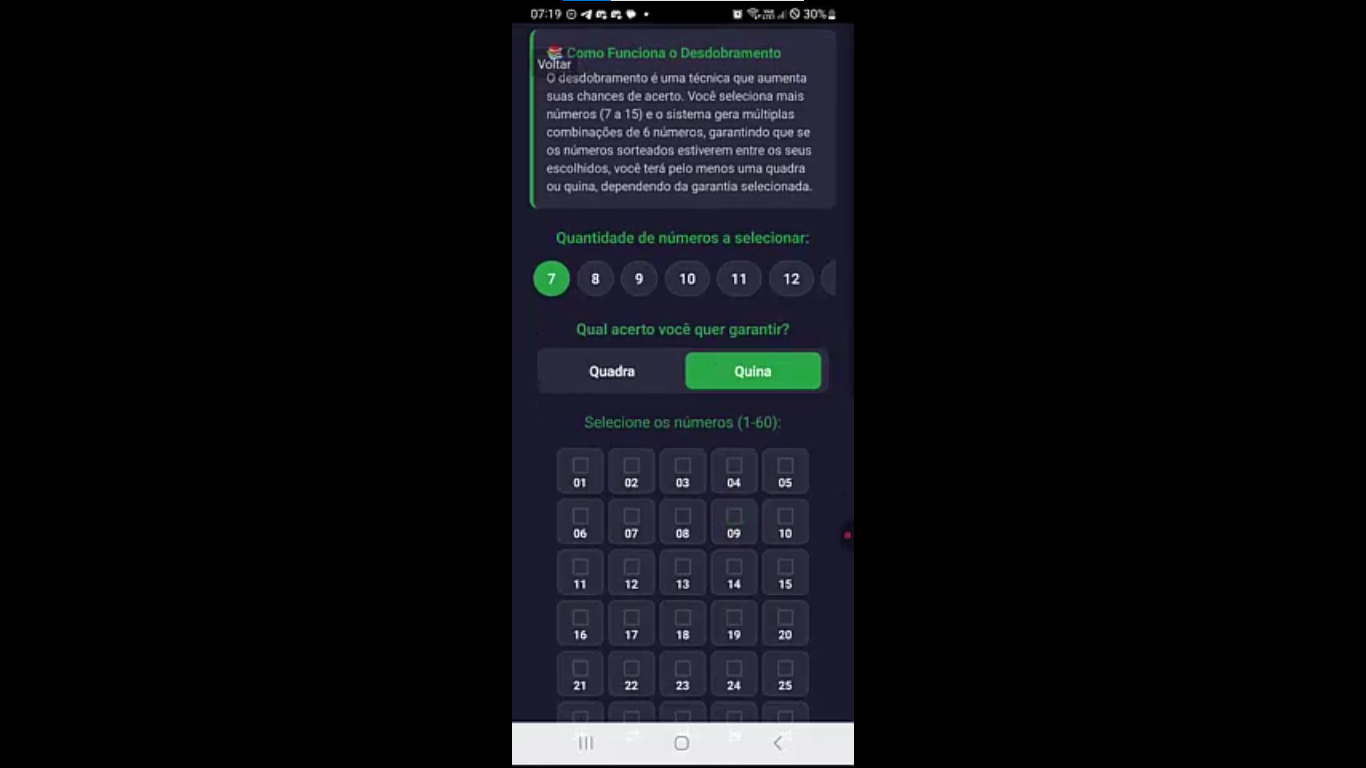 07:19
30%
Como Funciona o Desdobramento
Voltar
O desdobramento é uma técnica que aumenta
suas chances de acerto. Você seleciona mais
números (7 a 15) e o sistema gera múltiplas
combinações de 6 números, garantindo que se
os números sorteados estiverem entre os seus
escolhidos, você terá pelo menos uma quadra
ou quina, dependendo da garantia selecionada.
Quantidade de números a selecionar:
7 8 9 10 11 12
Qual acerto você quer garantir?
Quadra Quina
Selecione os números (1-60):
01 02 03 04 05
06 07 08 09 10
11 12 13 14 15
16 17 18 19 20
21 22 23 24 25